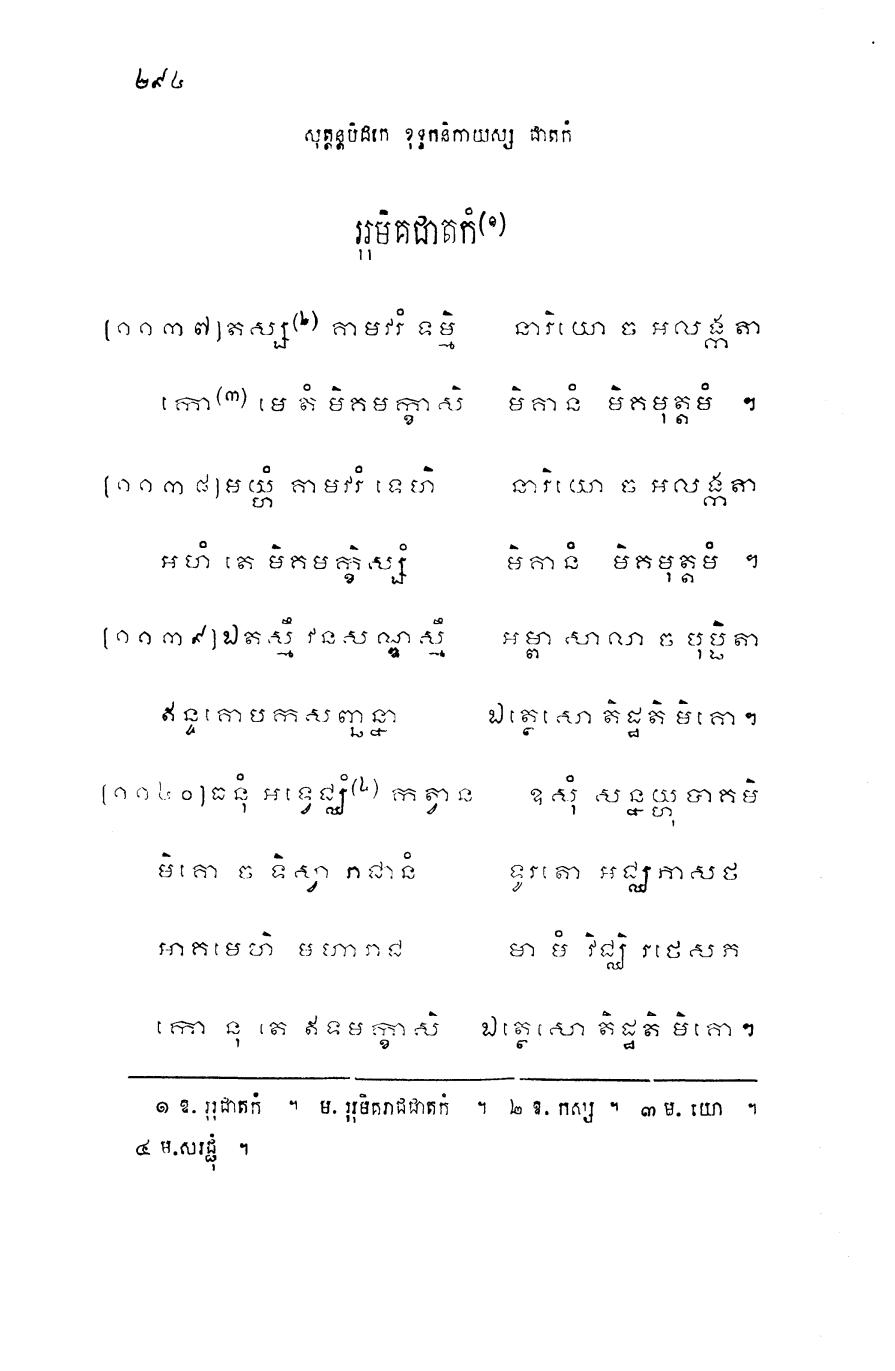 ២៩៤
សុត្តន្តបិដកេ ខុទ្ទកនិកាយស្ស ជាតកំ
រុរុមិគជាតកំ(១)
[១១៣៧] តស្ស(២) គាមវរំ ទម្មិ នារិយោ ច អលង្កតា
កោ(៣) មេ តំ មិគមក្ខាសិ មិគានំ មិគមុត្តមំ ។
[១១៣៨] មយ្ហំ គាមវរំ ទេហិ នារិយោ ច អលង្កតា
អហំ តេ មិគមក្ខិស្សំ មិគានំ មិគមុត្តមំ ។
[១១៣៩] ឯតស្មឹ វនសណ្ឌស្មឹ អម្ពា សាលា ច បុប្ផិតា
ឥន្ទគោបកសញ្ឆន្នា ឯត្ថេសោ តិដ្ឋតិ មិគោ ។
[១១៤០] ធនុំ អទ្វេជ្ឈំ(៤) កត្វាន ឧសុំ សន្នយ្ហុបាគមិ
មិគោ ច ទិស្វា រាជានំ ទូរតោ អជ្ឈភាសថ
អាគមេហិ មហារាជ មា មំ វិជ្ឈិ រថេសភ
កោ នុ តេ ឥទមក្ខាសិ ឯត្ថេសោ តិដ្ឋតិ មិគោ ។
១ ឱ. រុរុជាតកំ ។ ម. រុរុមិគរាជជាតកំ ។ ២ ឱ. កស្ស ។ ៣ ម. យោ ។
៤ ម. សរជ្ជុំ ។